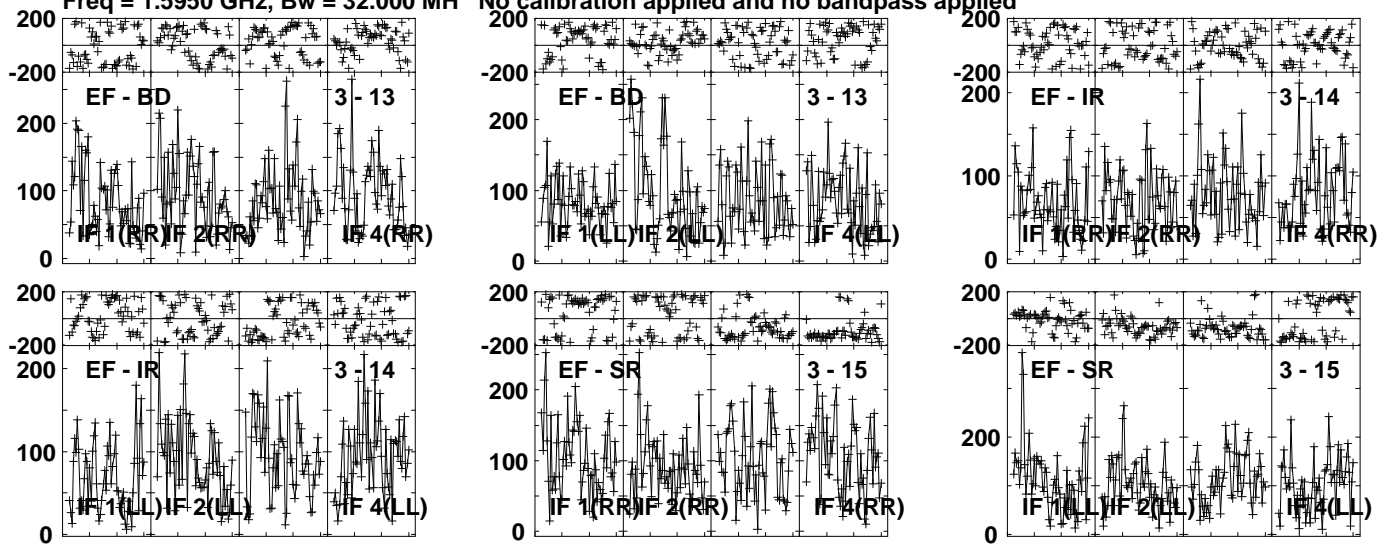 Freq = 1.5950 GHz, Bw = 32.000 MH No calibration applied and no bandpass applied
200
-200
EF - BD 3 - 13
200
100
0
IF 1(RR) IF 2(RR) IF 4(RR)
200
-200
EF - BD 3 - 13
200
100
0
IF 1(LL) IF 2(LL) IF 4(LL)
200
-200
EF - IR 3 - 14
200
100
0
IF 1(RR) IF 2(RR) IF 4(RR)
200
-200
EF - IR 3 - 14
200
100
0
IF 1(LL) IF 2(LL) IF 4(LL)
200
-200
EF - SR 3 - 15
200
100
0
IF 1(RR) IF 2(RR) IF 4(RR)
200
-200
EF - SR 3 - 15
200
0
IF 1(LL) IF 2(LL) IF 4(LL)